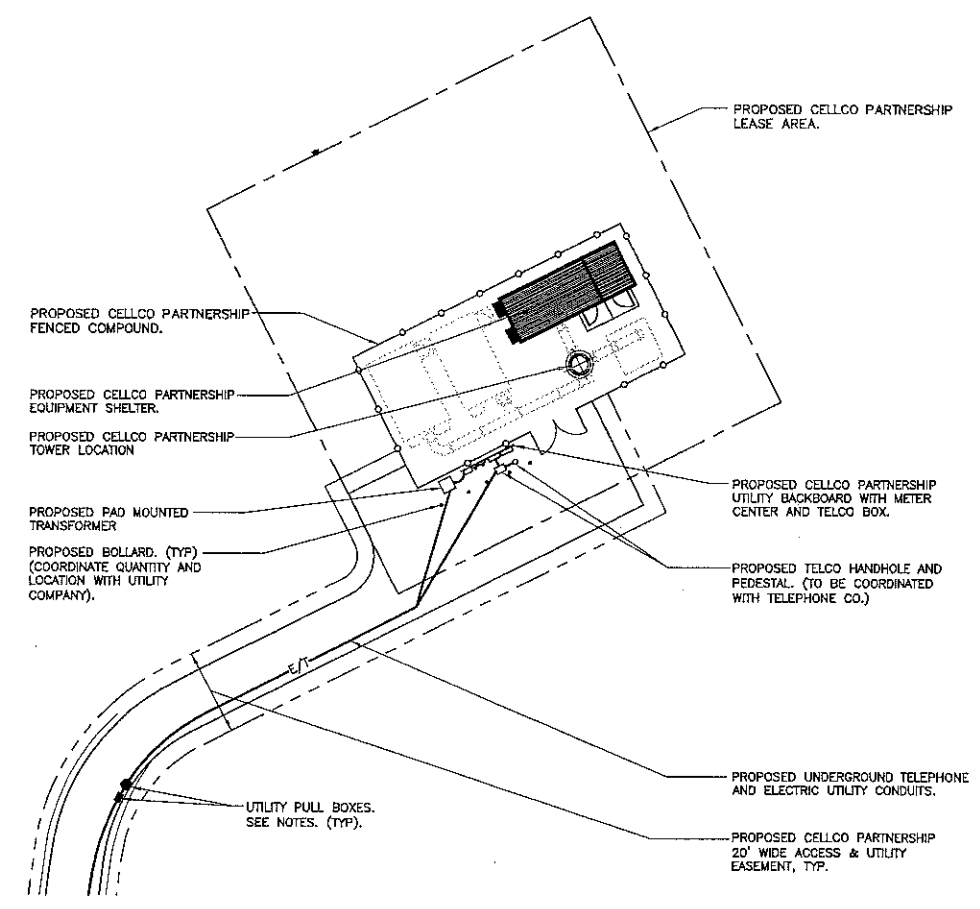 PROPOSED CELLCO PARTNERSHIP
LEASE AREA.
PROPOSED CELLCO PARTNERSHIP
FENCED COMPOUND.
PROPOSED CELLCO PARTNERSHIP
EQUIPMENT SHELTER.
PROPOSED CELLCO PARTNERSHIP
TOWER LOCATION
PROPOSED PAD MOUNTED
TRANSFORMER
PROPOSED BOLLARD. (TYP)
(COORDINATE QUANTITY AND
LOCATION WITH UTILITY
COMPANY).
PROPOSED CELLCO PARTNERSHIP
UTILITY BACKBOARD WITH METER
CENTER AND TELCO BOX.
PROPOSED TELCO HANDHOLE AND
PEDESTAL. (TO BE COORDINATED
WITH TELEPHONE CO.)
E/T
UTILITY PULL BOXES.
SEE NOTES. (TYP).
PROPOSED UNDERGROUND TELEPHONE
AND ELECTRIC UTILITY CONDUITS.
PROPOSED CELLCO PARTNERSHIP
20' WIDE ACCESS & UTILITY
EASEMENT, TYP.